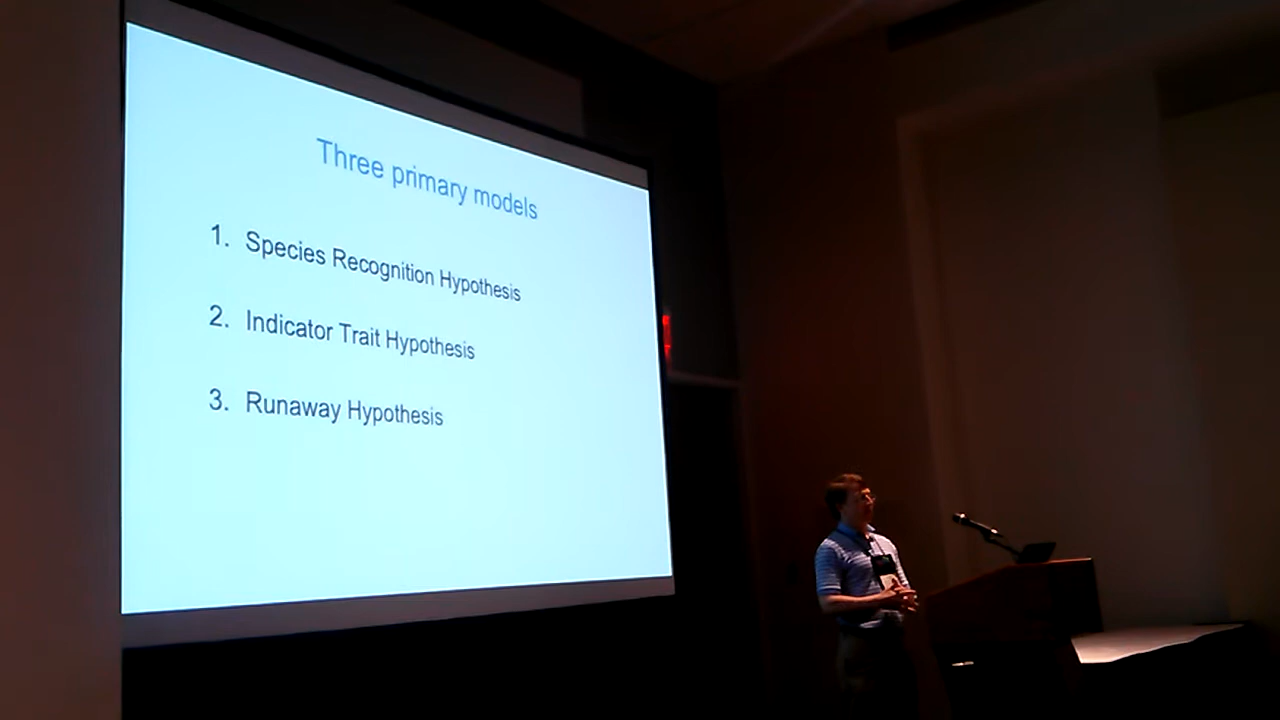 Three primary models
1. Species Recognition Hypothesis
2. Indicator Trait Hypothesis
3. Runaway Hypothesis